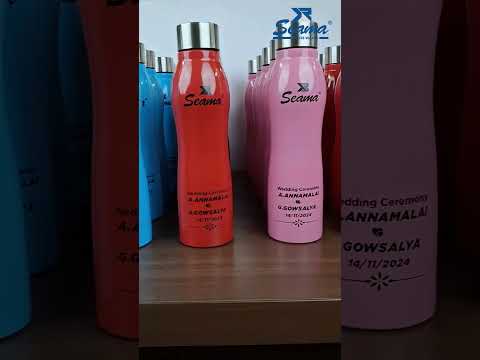 Seama®
Seama
Wedding Ceremony
A.ANNAMALAI
G.GOWSALYA
14/11/2024
Seama
Wedding Ceremony
A.ANNAMALAI
G.GOWSALYA
14/11/2024
edding Ceremony
.ANNAMALAI
GOWSALYA
14/11/2024